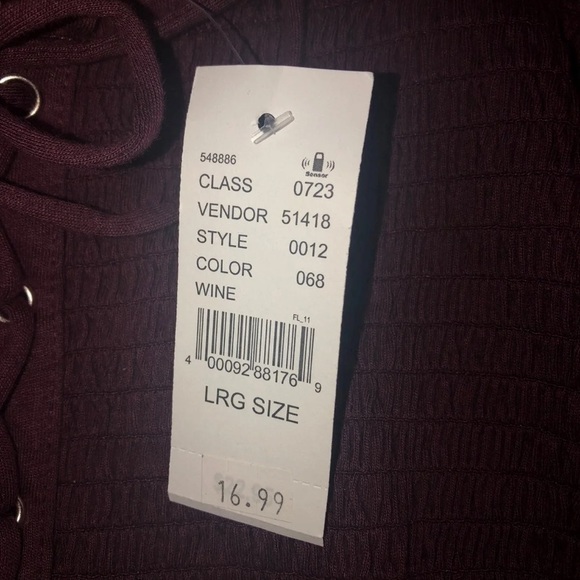 548886
Sensor
CLASS 0723
VENDOR 51418
STYLE 0012
COLOR 068
WINE
FL_11
4 00092 88176 9
LRG SIZE
16.99